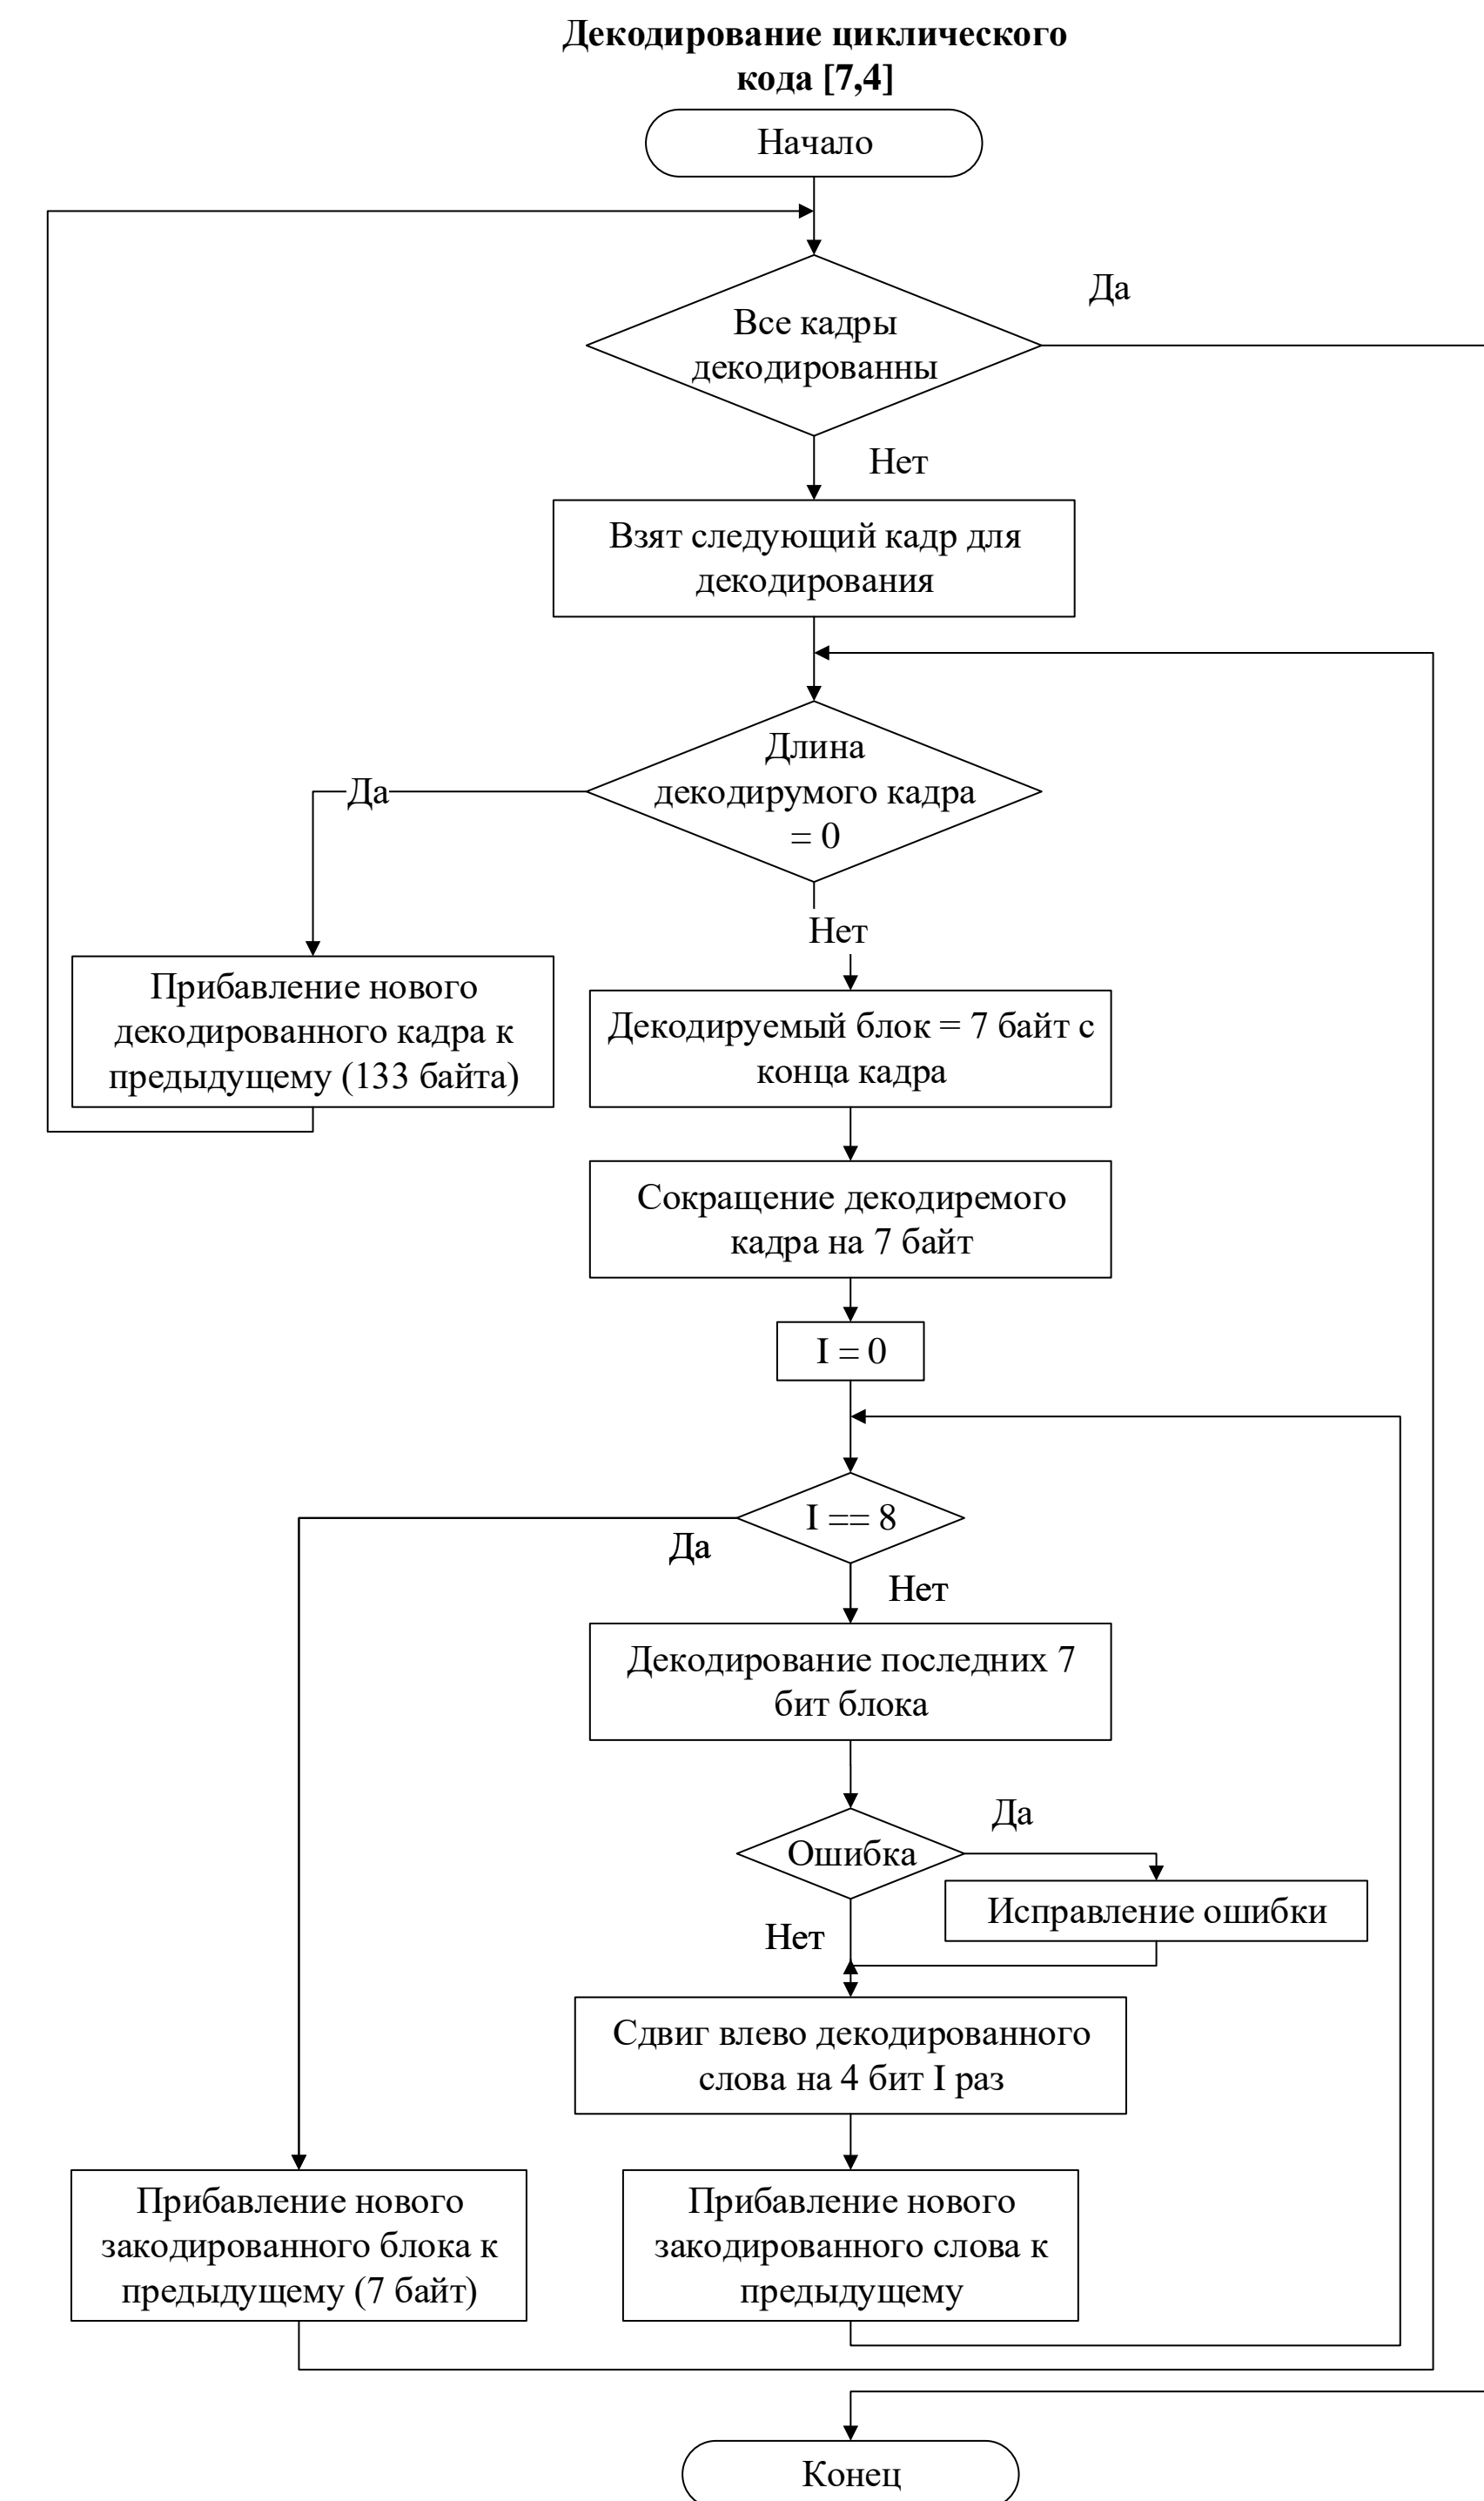 Декодирование циклического
кода [7,4]
Начало
Да
Все кадры
декодированны
Нет
Взят следующий кадр для
декодирования
Длина
декодирумого кадра
= 0
Да
Нет
Прибавление нового
декодированного кадра к
предыдущему (133 байта)
Декодируемый блок = 7 байт с
конца кадра
Сокращение декодиремого
кадра на 7 байт
I = 0
I == 8
Да
Нет
Декодирование последних 7
бит блока
Да
Ошибка
Исправление ошибки
Нет
Сдвиг влево декодированного
слова на 4 бит I раз
Прибавление нового
закодированного блока к
предыдущему (7 байт)
Прибавление нового
закодированного слова к
предыдущему
Конец